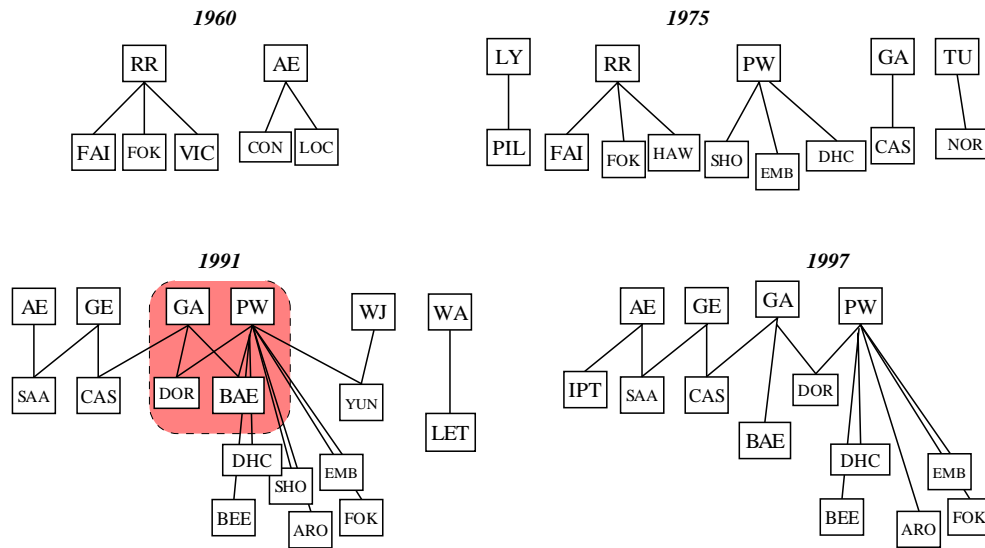 1960
RR
AE
FAI
FOK
VIC
CON
LOC
1975
LY
RR
PW
GA
TU
PIL
FAI
FOK
HAW
SHO
EMB
DHC
CAS
NOR
1991
AE
GE
GA
PW
WJ
WA
SAA
CAS
DOR
BAE
YUN
LET
DHC
SHO
EMB
BEE
ARO
FOK
1997
AE
GE
GA
PW
IPT
SAA
CAS
DOR
BAE
DHC
EMB
BEE
ARO
FOK